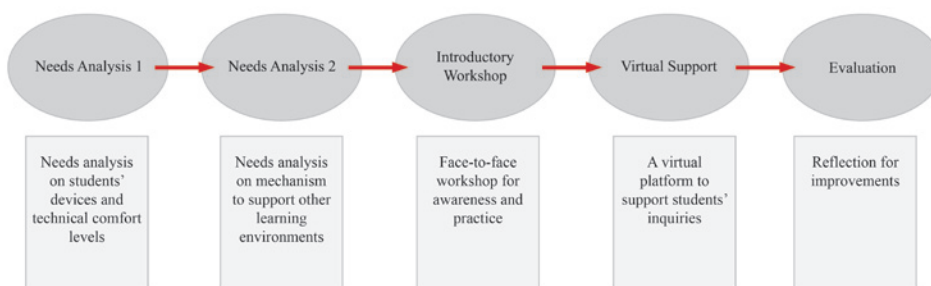 Needs Analysis 1
Needs Analysis 2
Introductory
Workshop
Virtual Support
Evaluation
Needs analysis
on students'
devices and
technical comfort
levels
Needs analysis
on mechanism
to support other
learning
environments
Face-to-face
workshop for
awareness and
practice
A virtual
platform to
support students'
inquiries
Reflection for
improvements